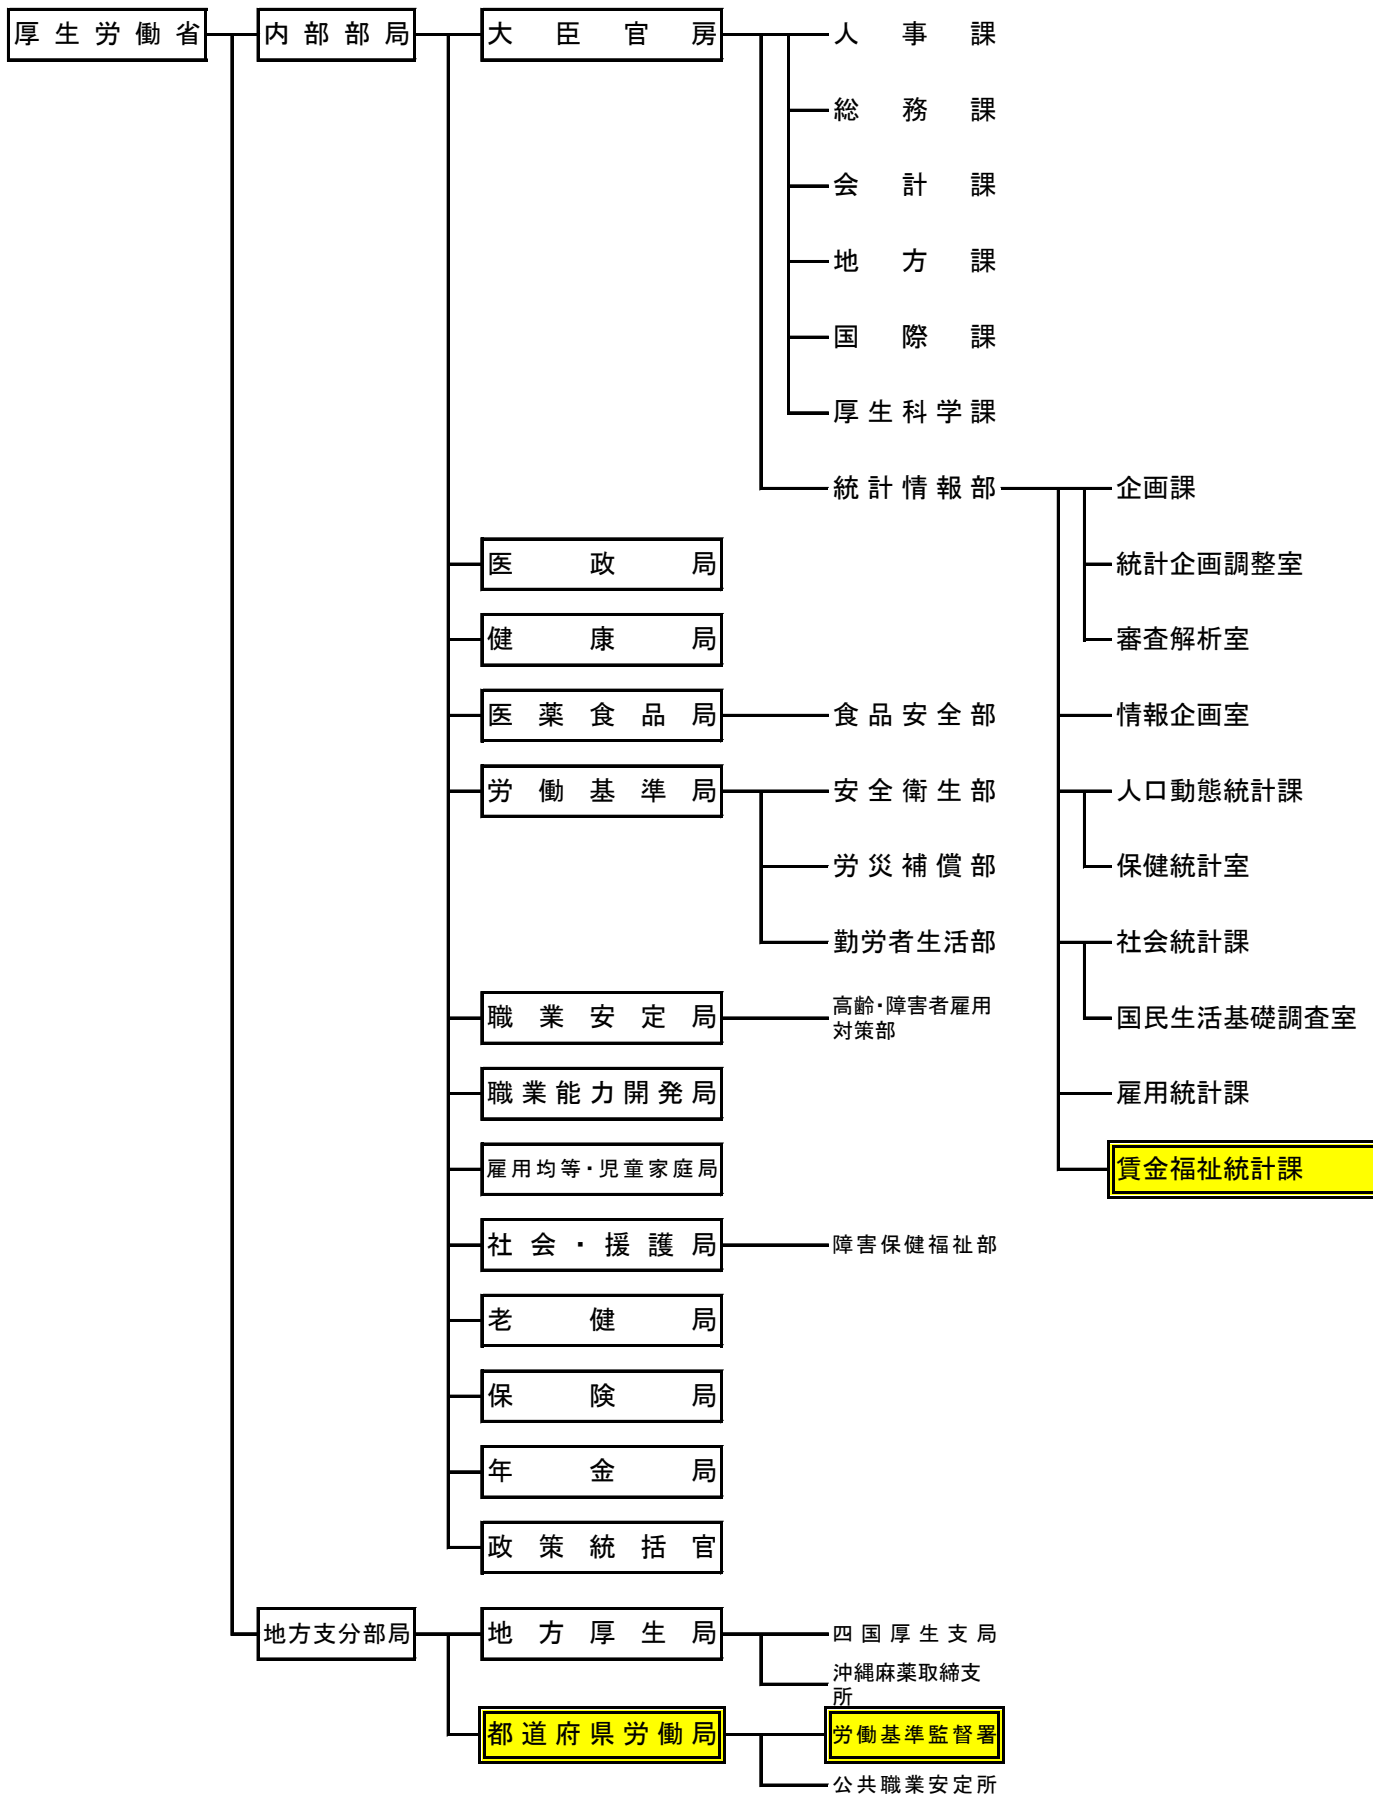 厚生労働省
内部部局
大臣官房
人事課
総務課
会計課
地方課
国際課
厚生科学課
統計情報部
企画課
統計企画調整室
審査解析室
情報企画室
人口動態統計課
保健統計室
社会統計課
国民生活基礎調査室
雇用統計課
賃金福祉統計課
医政局
健康局
医薬食品局
食品安全部
労働基準局
安全衛生部
労災補償部
勤労者生活部
職業安定局
高齢・障害者雇用
対策部
職業能力開発局
雇用均等・児童家庭局
社会・援護局
障害保健福祉部
老健局
保険局
年金局
政策統括官
地方支分部局
地方厚生局
四国厚生支局
沖縄麻薬取締支
所
都道府県労働局
労働基準監督署
公共職業安定所